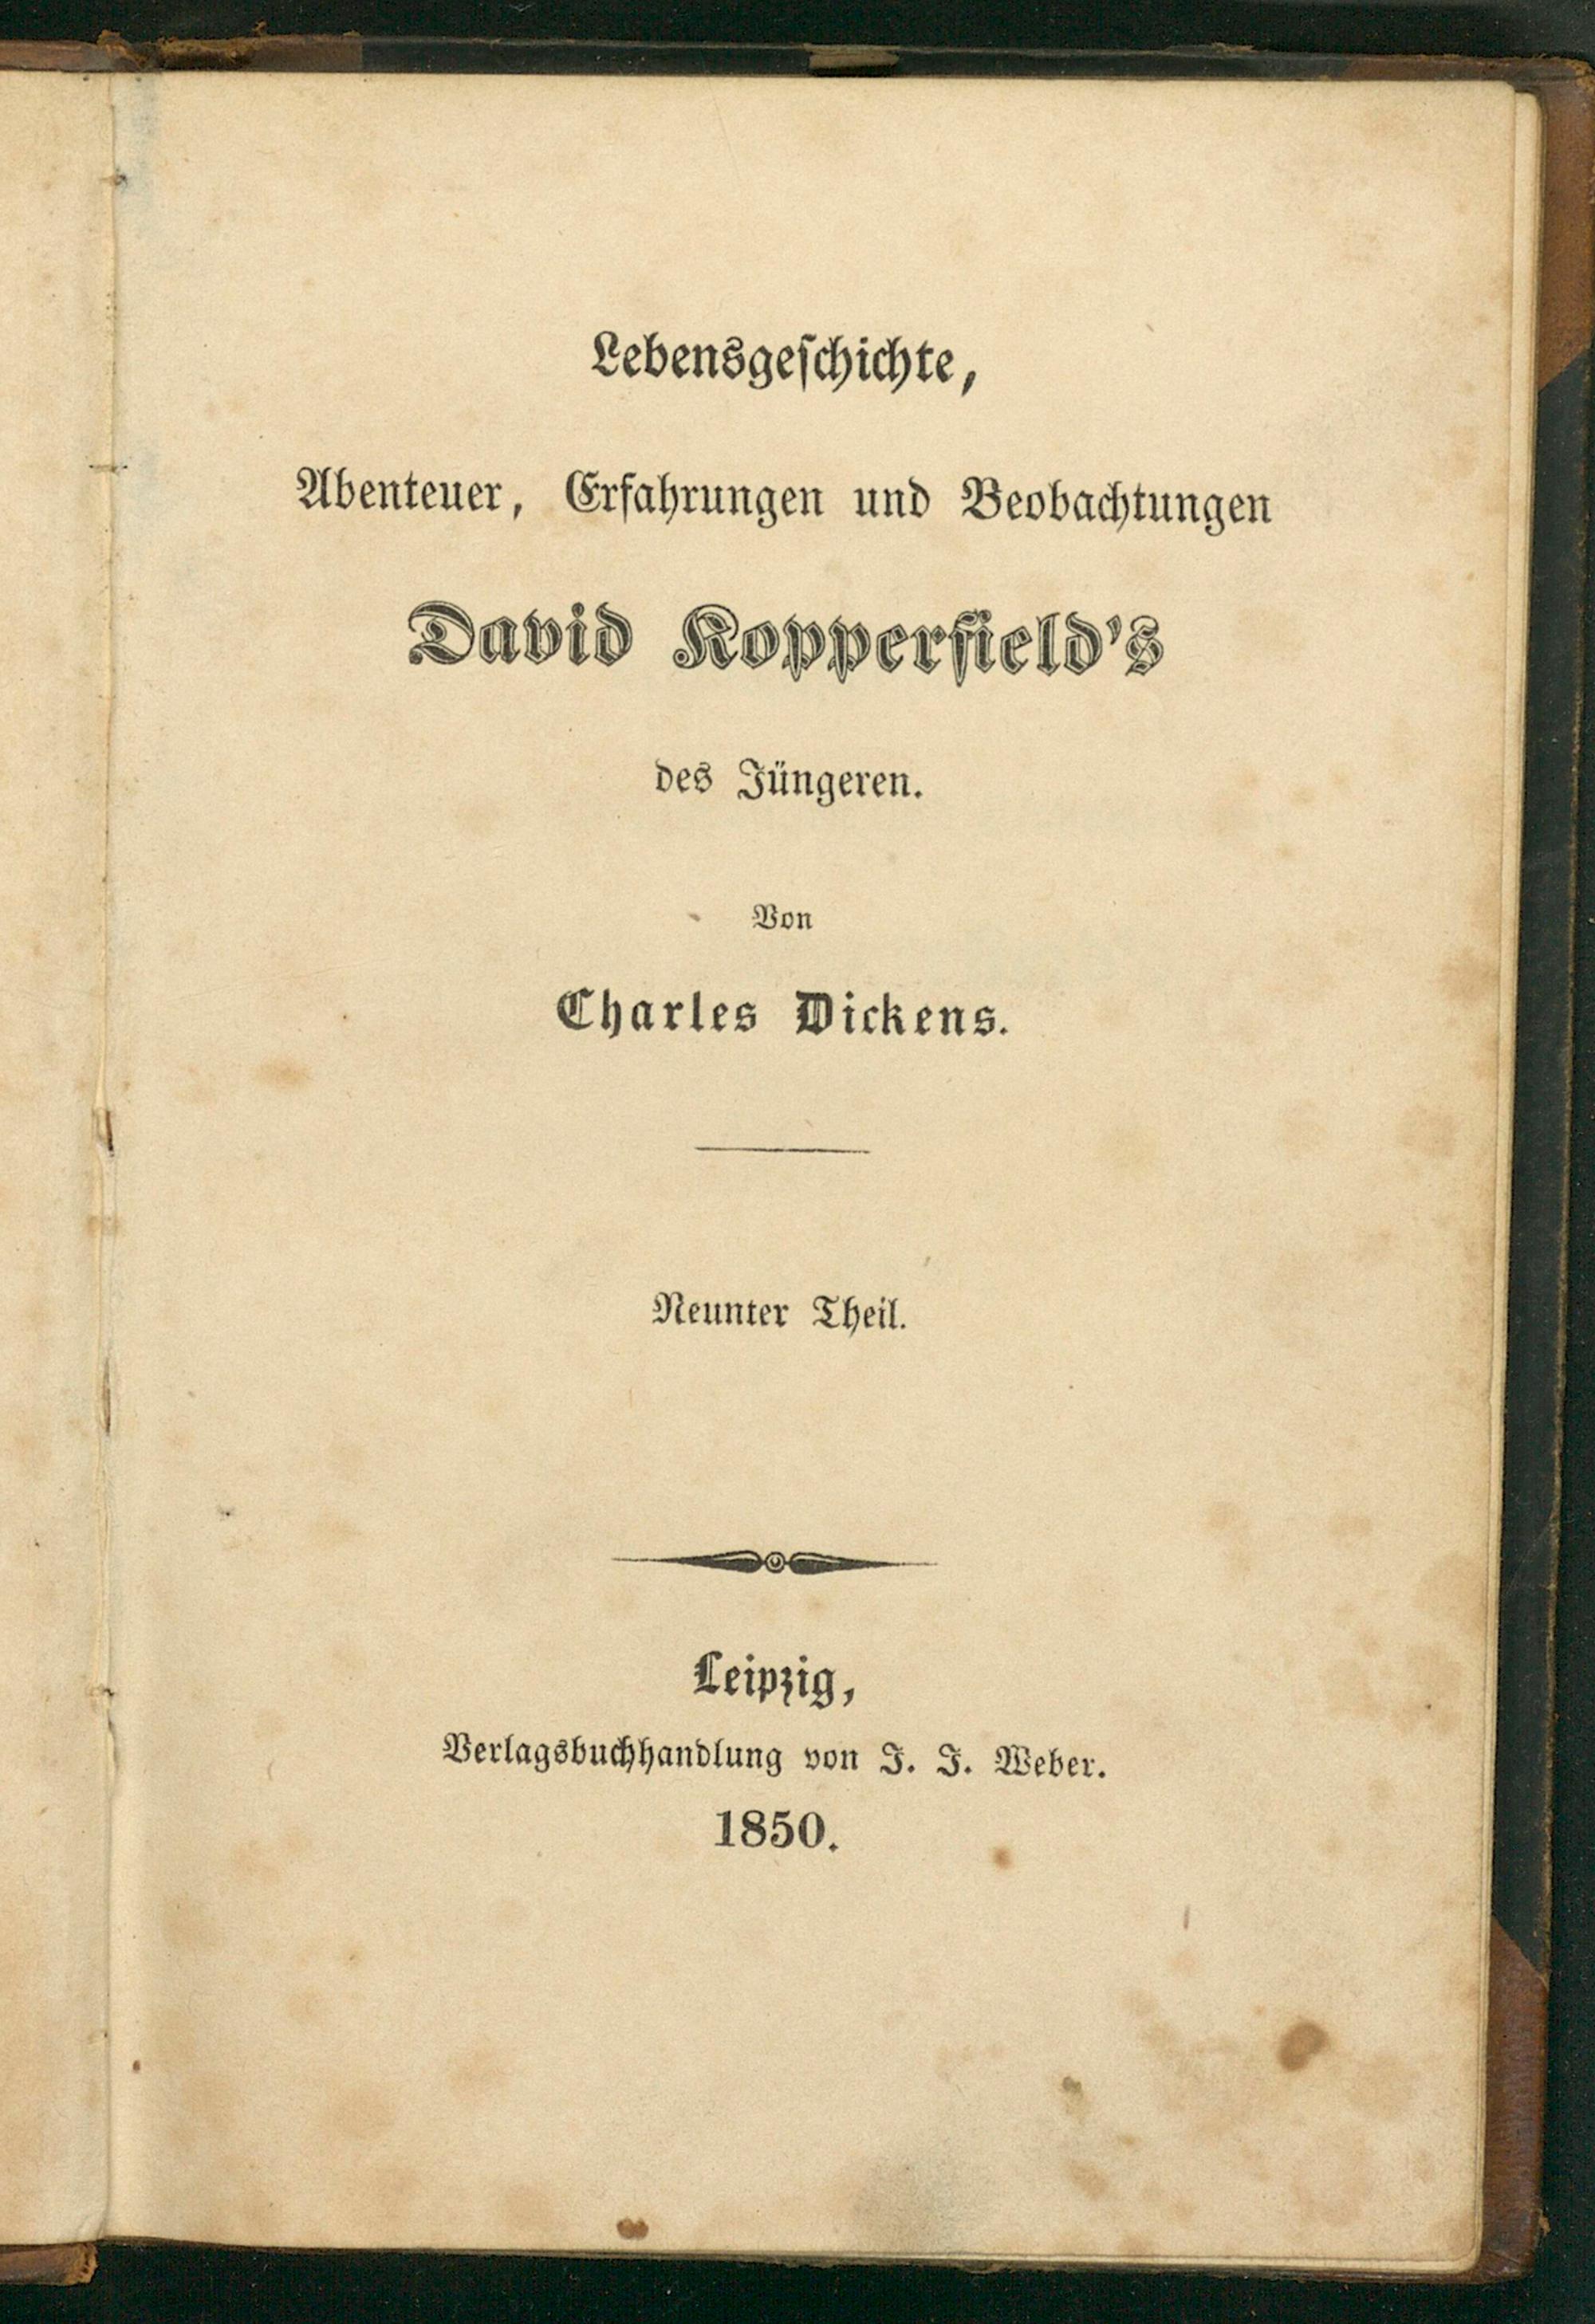 Lebensgeſchichte,
Abenteuer, Erfahrungen und Beobachtungen
David Kopperfield's
des Jüngeren.
Von
Charles Dickens.
Neunter Theil.
Leipzig,
Verlagsbuchhandlung von J. J. Weber.
1850.